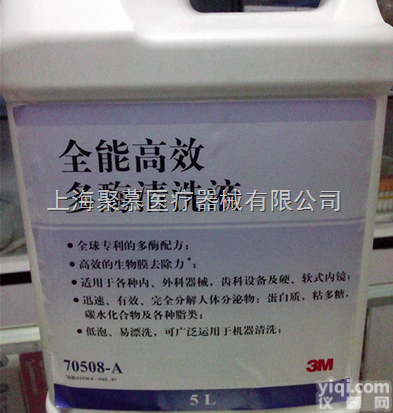 全能高效
多酶清洗液
上海聚慕医疗器械有限公司
• 全球专利的多酶配方;
• 高效的生物膜去除力*;
• 适用于各种内、外科器械,齿科设备及硬、软式内镜;
• 迅速、有效、完全分解人体分泌物:蛋白质,粘多糖,
碳水化合物及各种脂类;
• 低泡、易漂洗,可广泛运用于机器清洗;
70508-A
3M
5 L
yiqi.com
仪器网